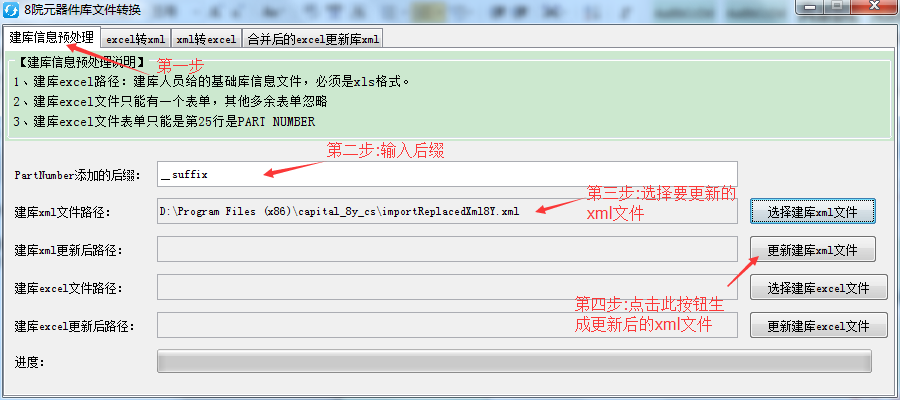 8院元器件库文件转换
建库信息预处理 excel转xml xml转excel 合并后的excel更新库xml
【建库信息预处理说明】
第一步
1、建库excel路径: 建库人员给的基础库信息文件，必须是xls格式。
2、建库excel文件只能有一个表单，其他多余表单忽略
3、建库excel文件表单只能是第25行是PART NUMBER
第二步:输入后缀
PartNumber添加的后缀: __suffix
第三步:选择要更新的
xml文件
建库xml文件路径: D:\Program Files (x86)\capital_8y_cs\importReplacedXml8Y.xml 选择建库xml文件
建库xml更新后路径: 更新建库xml文件
建库excel文件路径: 选择建库excel文件
第四步:点击此按钮生
成更新后的xml文件
建库excel更新后路径: 更新建库excel文件
进度: